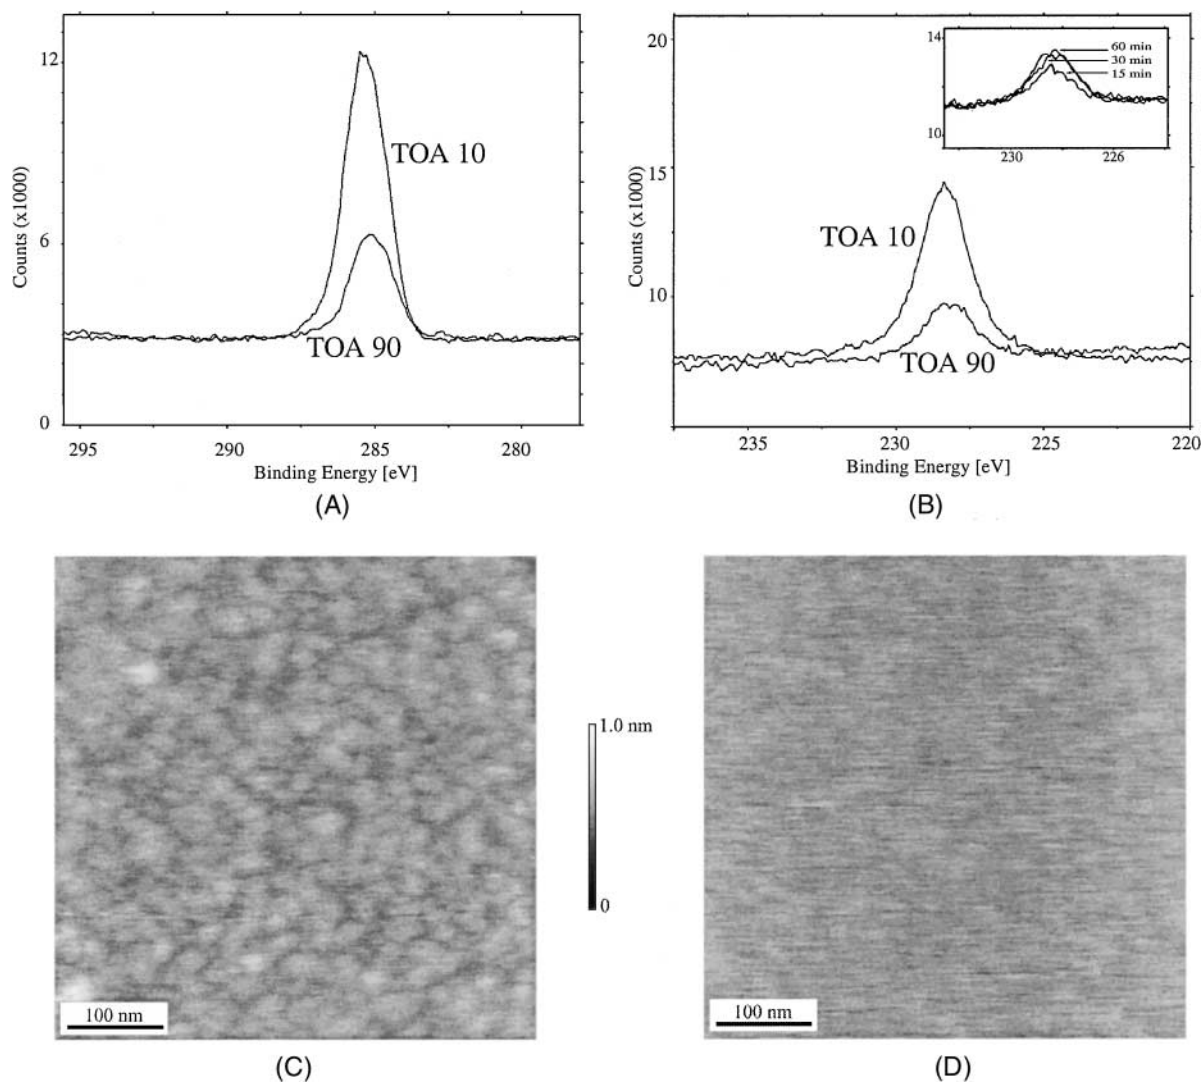 12
6
0
Counts (x1000)
TOA 10
TOA 90
295
290
285
280
Binding Energy [eV]
(A)
20
15
10
Counts (x1000)
14
10
60 min
30 min
15 min
230
226
TOA 10
TOA 90
235
230
225
220
Binding Energy [eV]
(B)
1.0 nm
0
100 nm
100 nm
(C)
(D)